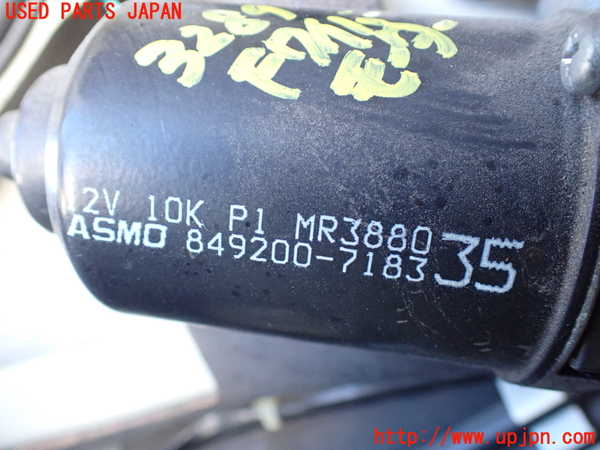 USED PARTS JAPAN
12V 10K P1 MR3880
ASMO 849200-7183 35
http://www.upjpn.com/